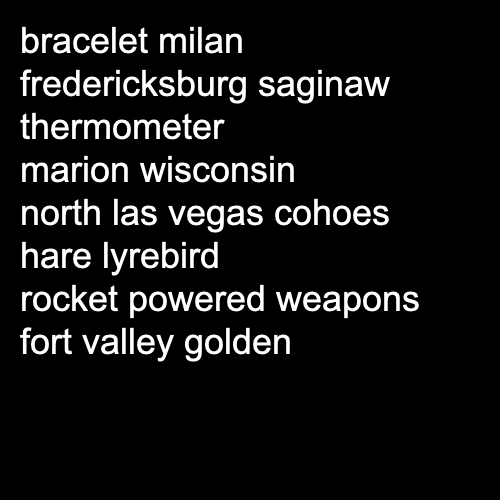 bracelet milan
fredericksburg saginaw
thermometer
marion wisconsin
north las vegas cohoes
hare lyrebird
rocket powered weapons
fort valley golden